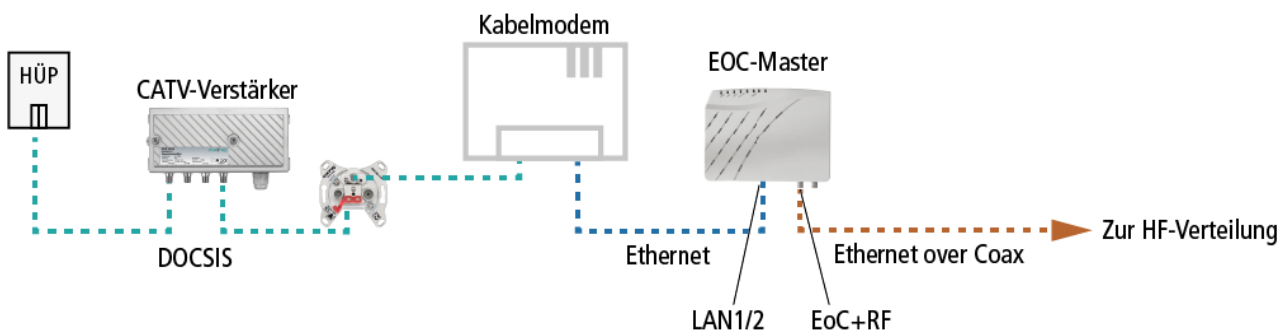 Kabelmodem
EOC-Master
HÜP
CATV-Verstärker
Zur HF-Verteilung
DOCSIS
Ethernet
Ethernet over Coax
LAN1/2
EoC+RF